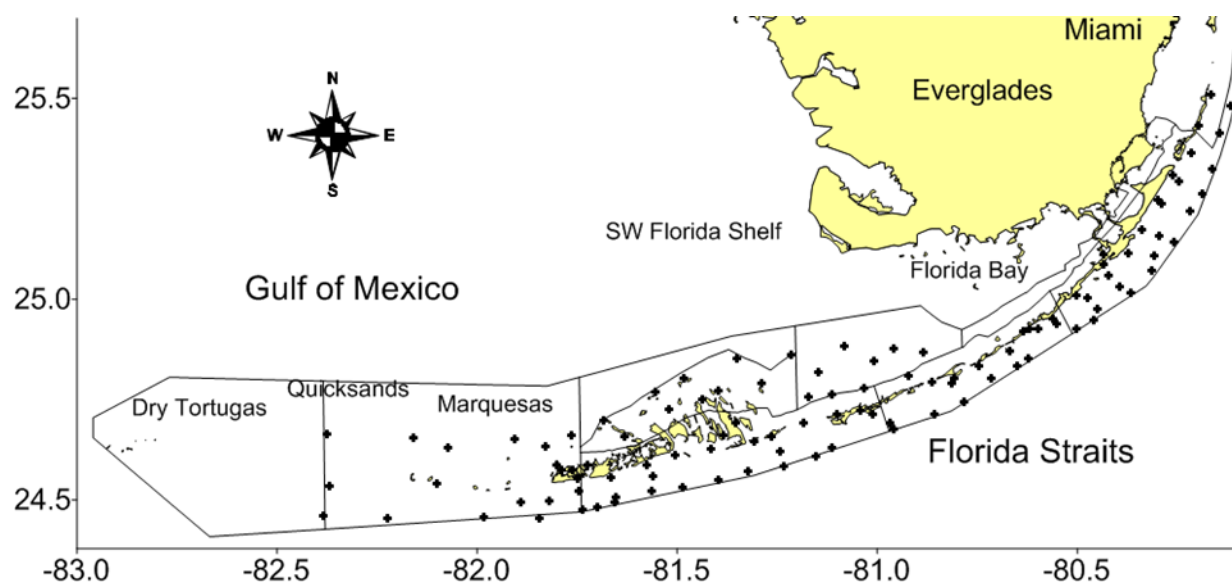 Miami
Everglades
25.5
N
W
E
S
SW Florida Shelf
Florida Bay
Gulf of Mexico
25.0
Quicksands
Dry Tortugas
Marquesas
Florida Straits
24.5
-83.0
-82.5
-82.0
-81.5
-81.0
-80.5